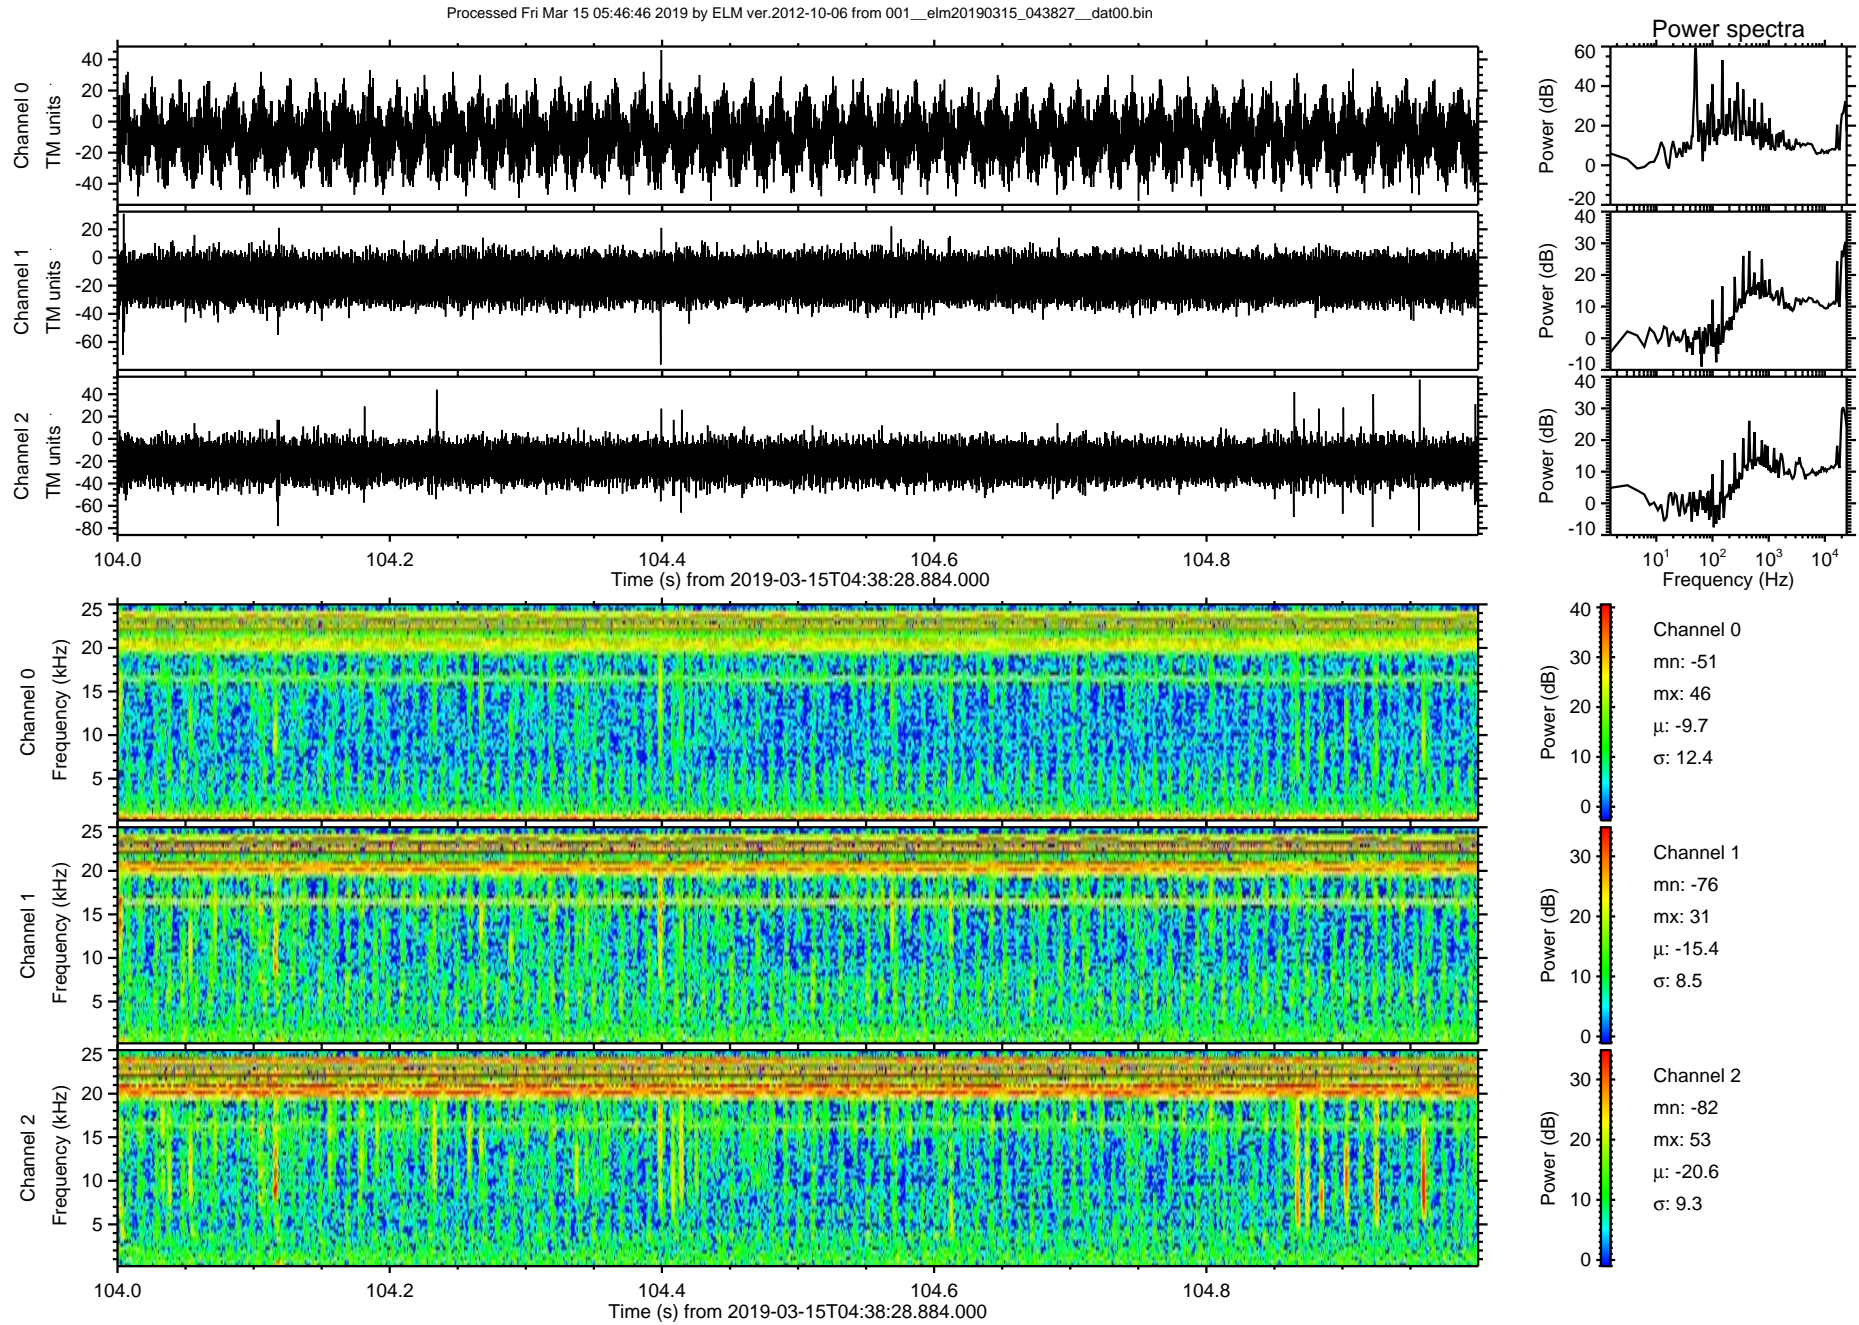 Processed Fri Mar 15 05:46:46 2019 by ELM ver.2012-10-06 from 001__elm20190315_043827__dat00.bin
Power spectra
Channel 0
TM units
40
20
0
-20
-40
Power (dB)
60
40
20
0
-20
Channel 1
TM units
20
0
-20
-40
-60
Power (dB)
40
30
20
10
0
-10
Channel 2
TM units
40
20
0
-20
-40
-60
-80
Power (dB)
40
30
20
10
0
-10
104.0 104.2 104.4 104.6 104.8
Time (s) from 2019-03-15T04:38:28.884.000
10¹ 10² 10³ 10⁴
Frequency (Hz)
Channel 0
Frequency (kHz)
25
20
15
10
5
Power (dB)
40
30
20
10
0
Channel 0
mn: -51
mx: 46
µ: -9.7
σ: 12.4
Channel 1
Frequency (kHz)
25
20
15
10
5
Power (dB)
30
20
10
0
Channel 1
mn: -76
mx: 31
µ: -15.4
σ: 8.5
Channel 2
Frequency (kHz)
25
20
15
10
5
Power (dB)
30
20
10
0
Channel 2
mn: -82
mx: 53
µ: -20.6
σ: 9.3
104.0 104.2 104.4 104.6 104.8
Time (s) from 2019-03-15T04:38:28.884.000